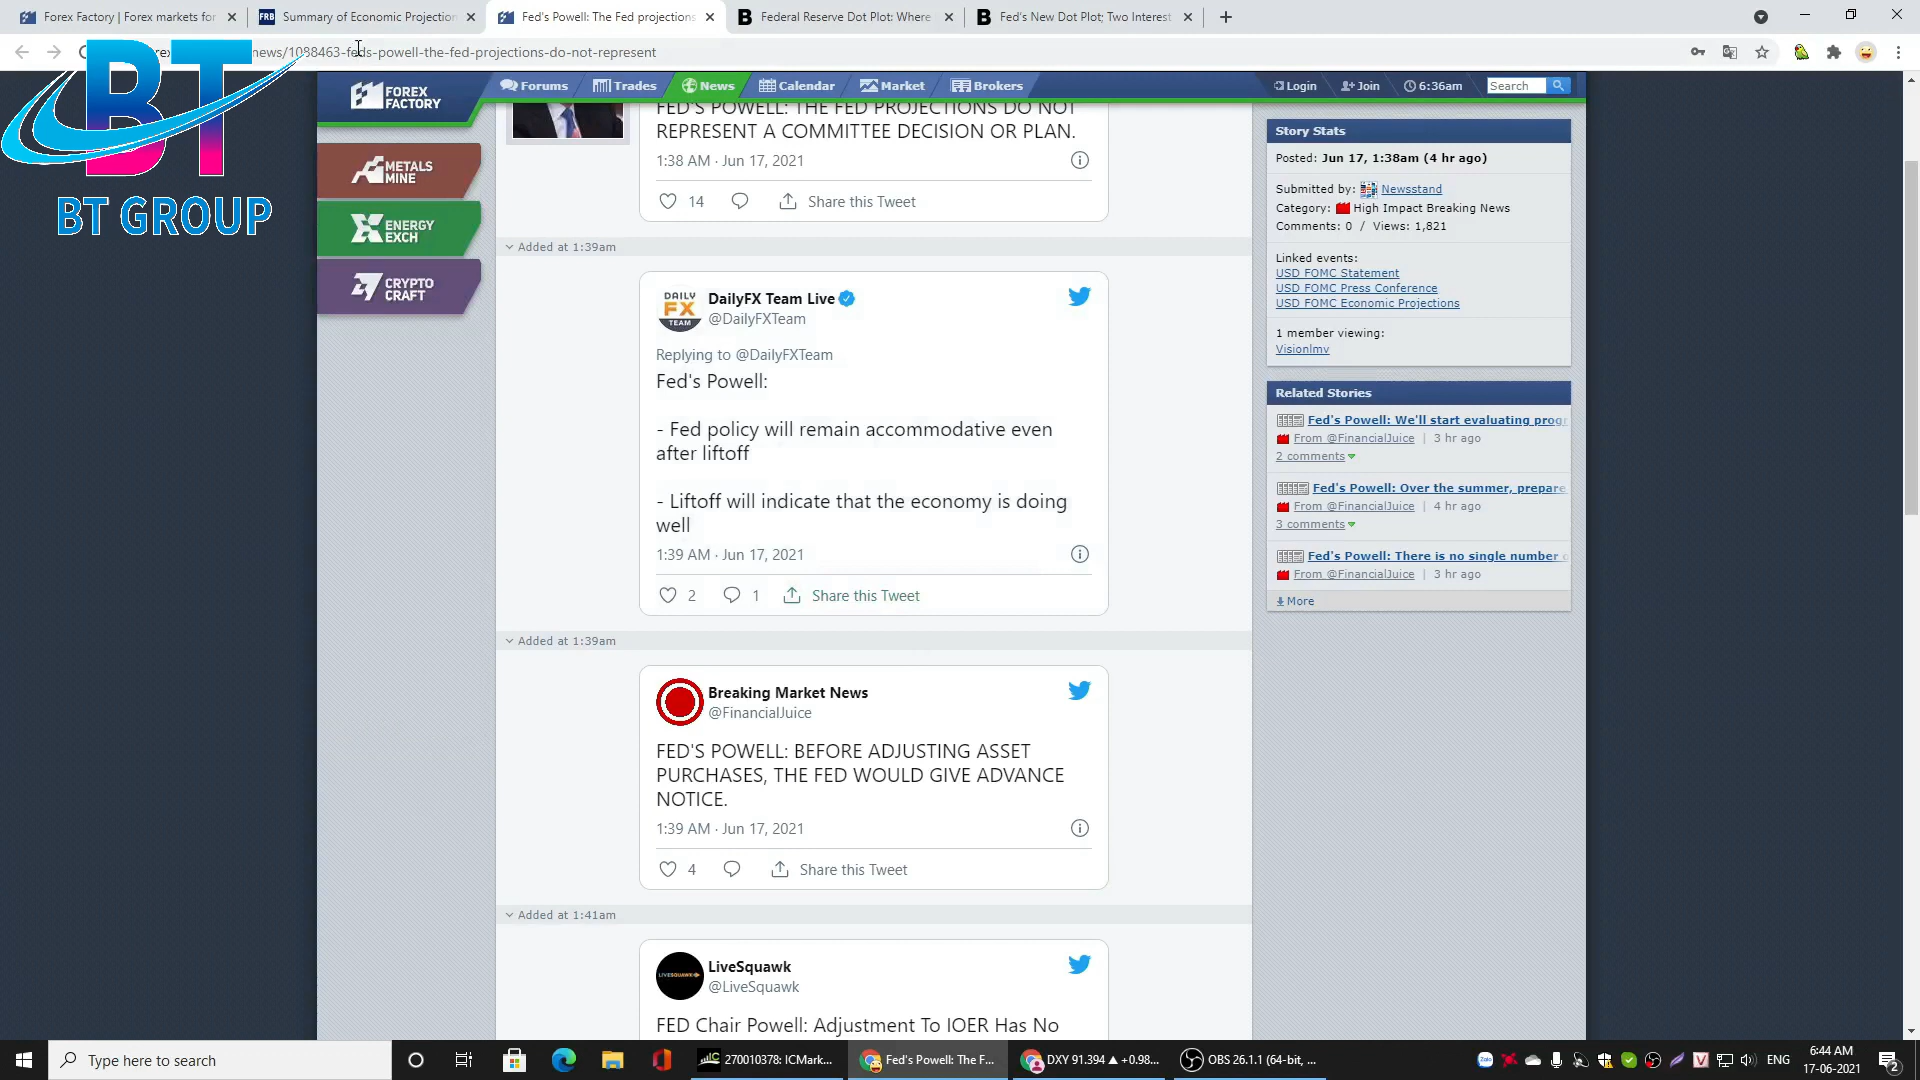 Forex Factory | Forex markets for
Summary of Economic Projection
Fed's Powell: The Fed projections
Federal Reserve Dot Plot: Where
Fed's New Dot Plot; Two Interest
news/1088463-feds-powell-the-fed-projections-do-not-represent
BT
BT GROUP
FOREX
FACTORY
Forums
Trades
News
Calendar
Market
Brokers
Login
Join
6:36am
Search
METALS
MINE
ENERGY
EXCH
CRYPTO
CRAFT
FED'S POWELL: THE FED PROJECTIONS DO NOT
REPRESENT A COMMITTEE DECISION OR PLAN.
1:38 AM · Jun 17, 2021
14
Share this Tweet
Added at 1:39am
DAILY
FX
TEAM
DailyFX Team Live
@DailyFXTeam
Replying to @DailyFXTeam
Fed's Powell:
- Fed policy will remain accommodative even
after liftoff
- Liftoff will indicate that the economy is doing
well
1:39 AM · Jun 17, 2021
2
1
Share this Tweet
Added at 1:39am
Breaking Market News
@FinancialJuice
FED'S POWELL: BEFORE ADJUSTING ASSET
PURCHASES, THE FED WOULD GIVE ADVANCE
NOTICE.
1:39 AM · Jun 17, 2021
4
Share this Tweet
Added at 1:41am
LIVESQUAWK
LiveSquawk
@LiveSquawk
FED Chair Powell: Adjustment To IOER Has No
Story Stats
Posted: Jun 17, 1:38am (4 hr ago)
Submitted by: Newsstand
Category: High Impact Breaking News
Comments: 0 / Views: 1,821
Linked events:
USD FOMC Statement
USD FOMC Press Conference
USD FOMC Economic Projections
1 member viewing:
Visionlmv
Related Stories
Fed's Powell: We'll start evaluating progr
From @FinancialJuice | 3 hr ago
2 comments
Fed's Powell: Over the summer, prepare
From @FinancialJuice | 4 hr ago
3 comments
Fed's Powell: There is no single number
From @FinancialJuice | 3 hr ago
More
Type here to search
270010378: ICMark...
Fed's Powell: The F...
DXY 91.394 ▲ +0.98...
OBS 26.1.1 (64-bit, ...
ENG
6:44 AM
17-06-2021
2